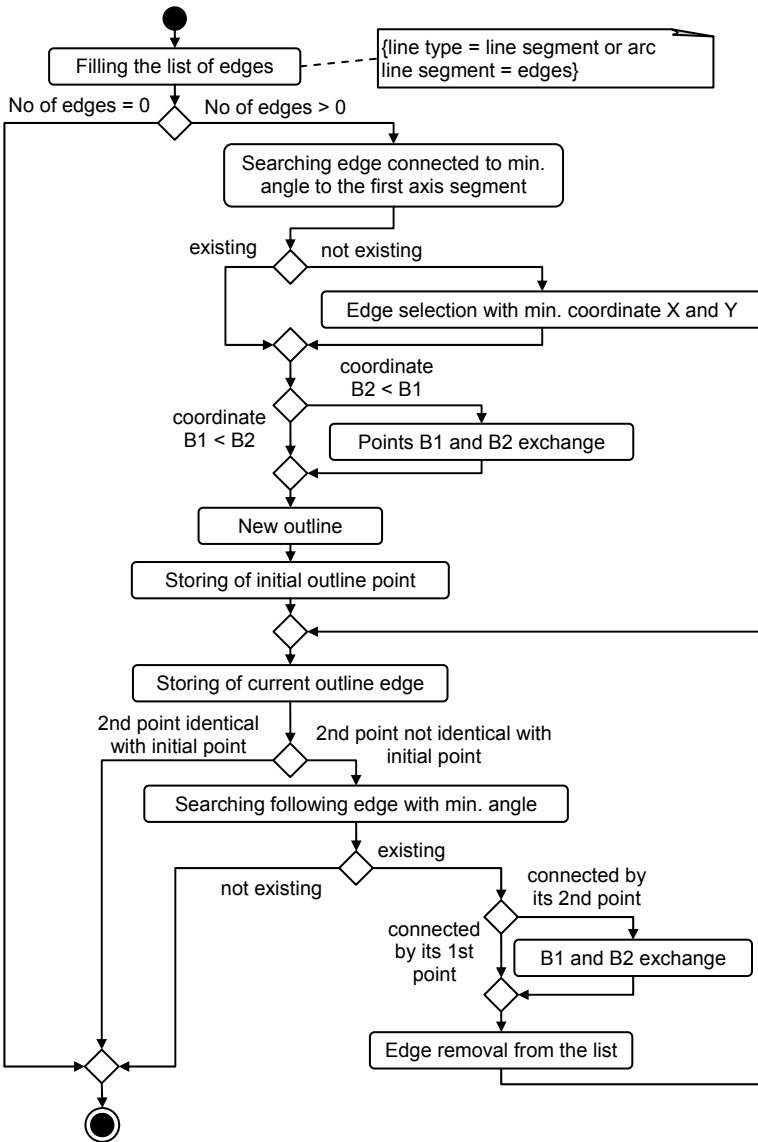 Filling the list of edges
{line type = line segment or arc
line segment = edges}
No of edges = 0
No of edges > 0
Searching edge connected to min.
angle to the first axis segment
existing
not existing
Edge selection with min. coordinate X and Y
coordinate
B2 < B1
coordinate
B1 < B2
Points B1 and B2 exchange
New outline
Storing of initial outline point
Storing of current outline edge
2nd point identical
with initial point
2nd point not identical with
initial point
Searching following edge with min. angle
existing
not existing
connected by
its 2nd point
connected
by its 1st
point
B1 and B2 exchange
Edge removal from the list